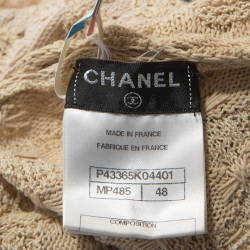 CHANEL
MADE IN FRANCE
FABRIQUE EN FRANCE
P43365K04401
MP485 48
COMPOSITION